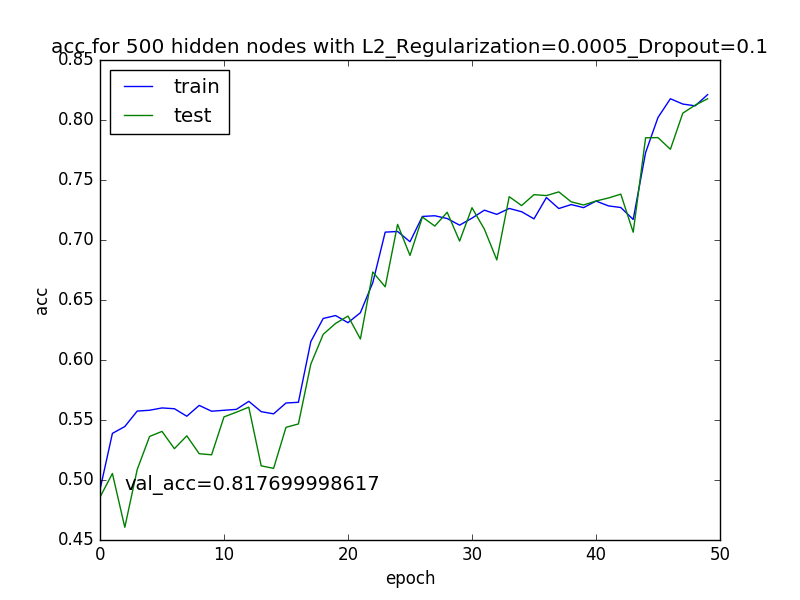 acc for 500 hidden nodes with L2_Regularization=0.0005_Dropout=0.1
0.85
train
test
0.80
0.75
0.70
0.65
acc
0.60
0.55
0.50
val_acc=0.817699998617
0.45
0 10 20 30 40 50
epoch